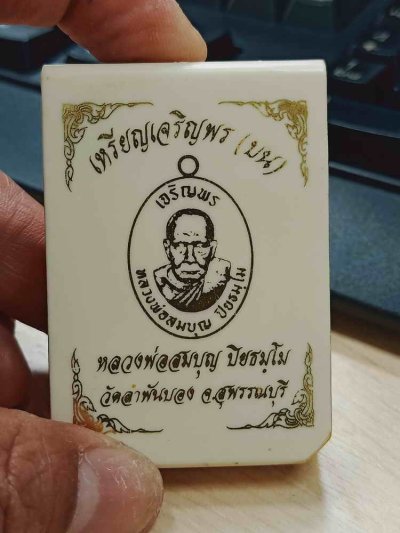 เหรียญเจริญพร (บน)
เจริญพร
หลวงพ่อสมบุญ ปิยธมฺโม
หลวงพ่อสมบุญ ปิยธมฺโม
วัดลำพันบอง จ.สุพรรณบุรี